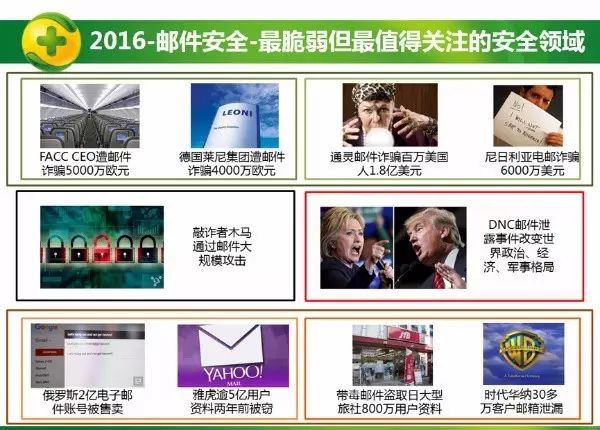 2016-邮件安全-最脆弱但最值得关注的安全领域
LEONI
FACC CEO遭邮件
诈骗5000万欧元
德国莱尼集团遭邮件
诈骗4000万欧元
通灵邮件诈骗百万美国
人1.8亿美元
尼日利亚电邮诈骗
6000万美元
敲诈者木马
通过邮件大
规模攻击
DNC邮件泄
露事件改变世
界政治、经
济、军事格局
Google
Gmail
YAHOO!
MAIL
JTB
俄罗斯2亿电子邮
件账号被售卖
雅虎逾5亿用户
资料两年前被窃
带毒邮件盗取日大型
旅社800万用户资料
时代华纳30多
万客户邮箱泄漏